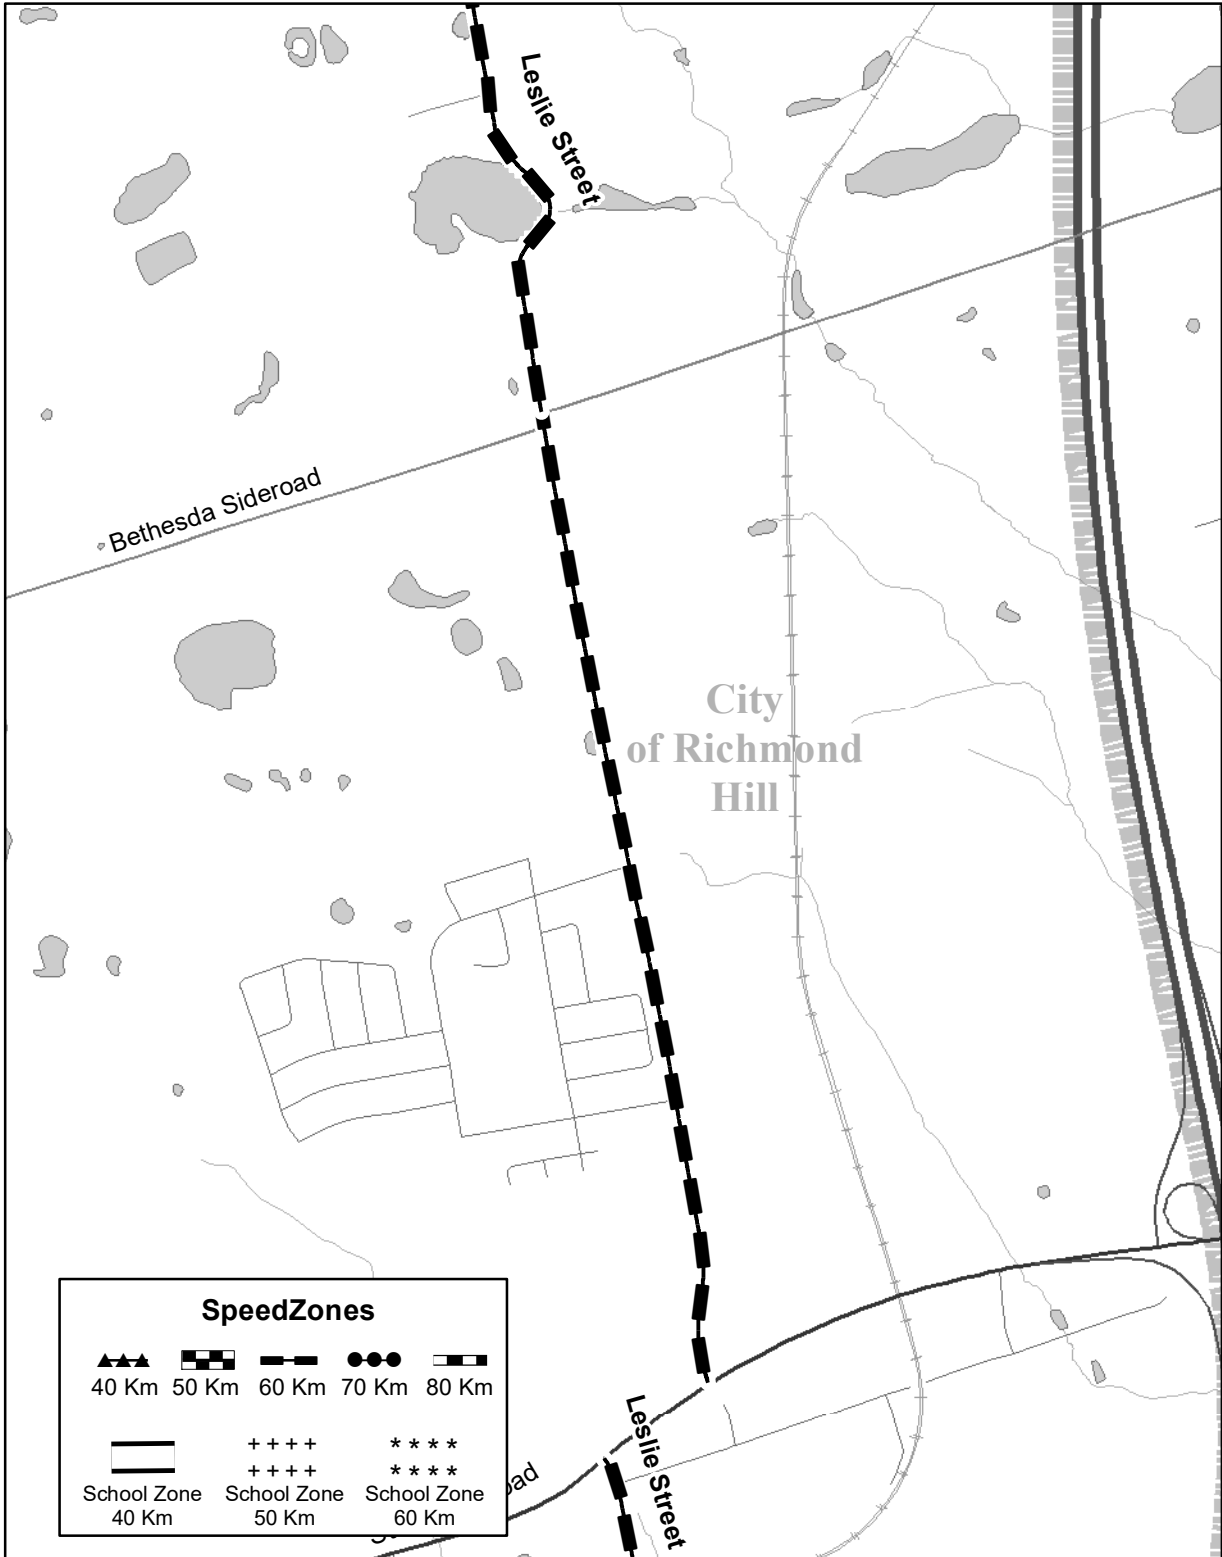 Leslie Street
Bethesda Sideroad
City
of Richmond
Hill
SpeedZones
40 Km
50 Km
60 Km
70 Km
80 Km
School Zone
40 Km
School Zone
50 Km
School Zone
60 Km
Leslie Street